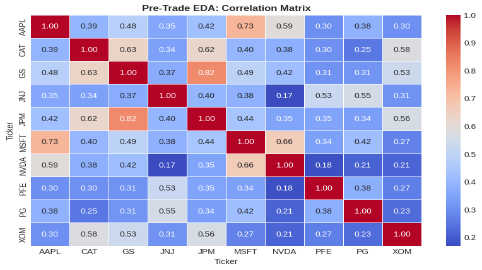 Pre-Trade EDA: Correlation Matrix
AAPL 1.00 0.39 0.48 0.35 0.42 0.73 0.59 0.30 0.38 0.30
CAT 0.39 1.00 0.63 0.34 0.62 0.40 0.38 0.30 0.25 0.58
GS 0.48 0.63 1.00 0.37 0.82 0.49 0.42 0.31 0.31 0.53
JNJ 0.35 0.34 0.37 1.00 0.40 0.38 0.17 0.53 0.55 0.31
JPM 0.42 0.62 0.82 0.40 1.00 0.44 0.35 0.35 0.34 0.56
MSFT 0.73 0.40 0.49 0.38 0.44 1.00 0.66 0.34 0.42 0.27
NVDA 0.59 0.38 0.42 0.17 0.35 0.66 1.00 0.18 0.21 0.21
PFE 0.30 0.30 0.31 0.53 0.35 0.34 0.18 1.00 0.38 0.27
PG 0.38 0.25 0.31 0.55 0.34 0.42 0.21 0.38 1.00 0.23
XOM 0.30 0.58 0.53 0.31 0.56 0.27 0.21 0.27 0.23 1.00
AAPL CAT GS JNJ JPM MSFT NVDA PFE PG XOM
Ticker
Ticker
1.0
0.9
0.8
0.7
0.6
0.5
0.4
0.3
0.2